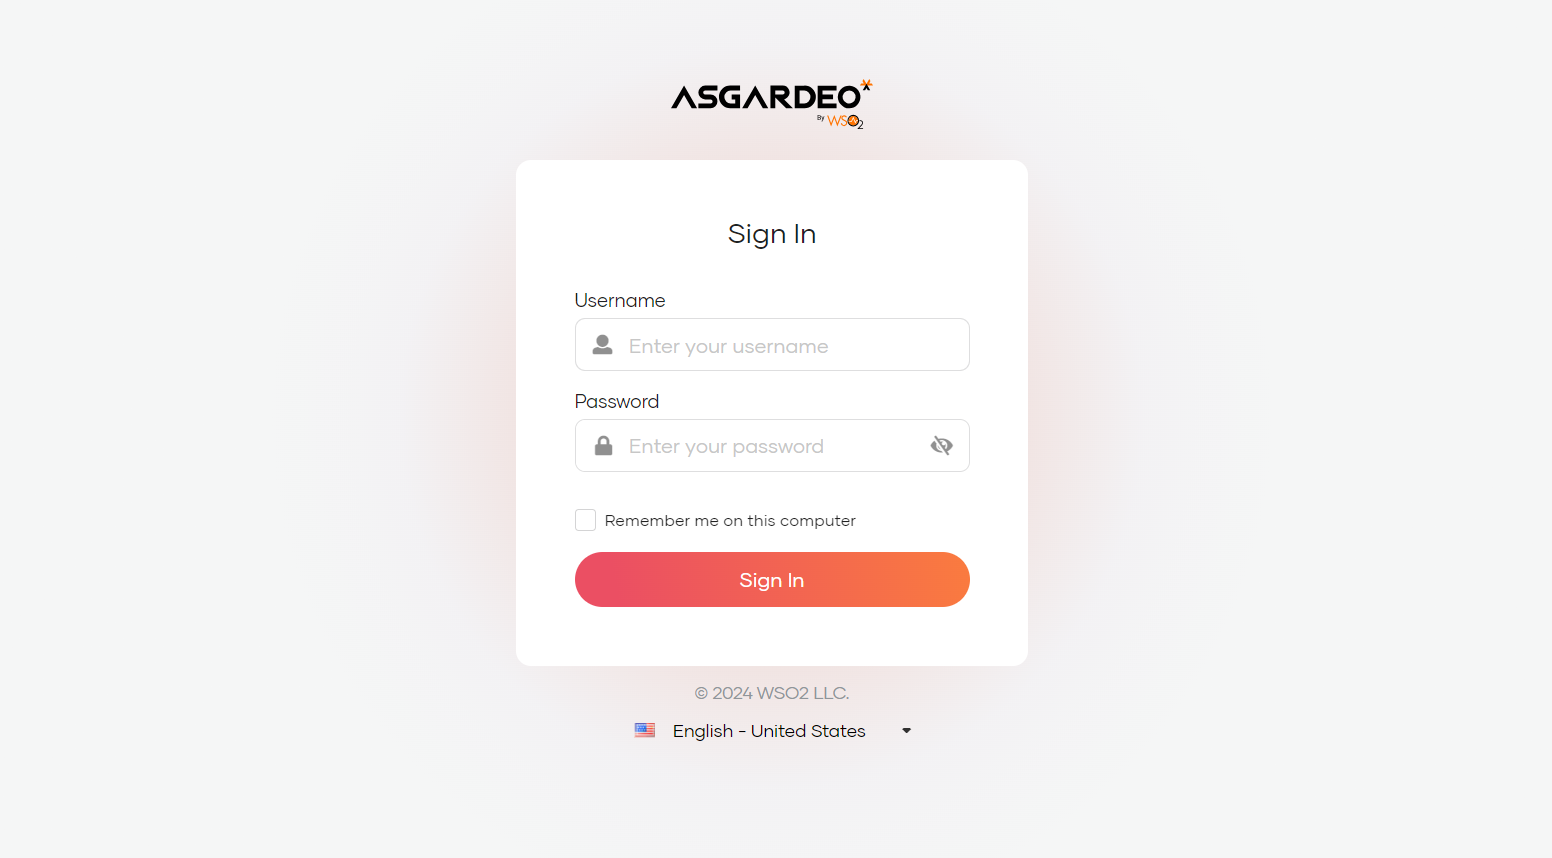 ASGARDEO
By WSO2
Sign In
Username
Enter your username
Password
Enter your password
Remember me on this computer
Sign In
© 2024 WSO2 LLC.
English - United States